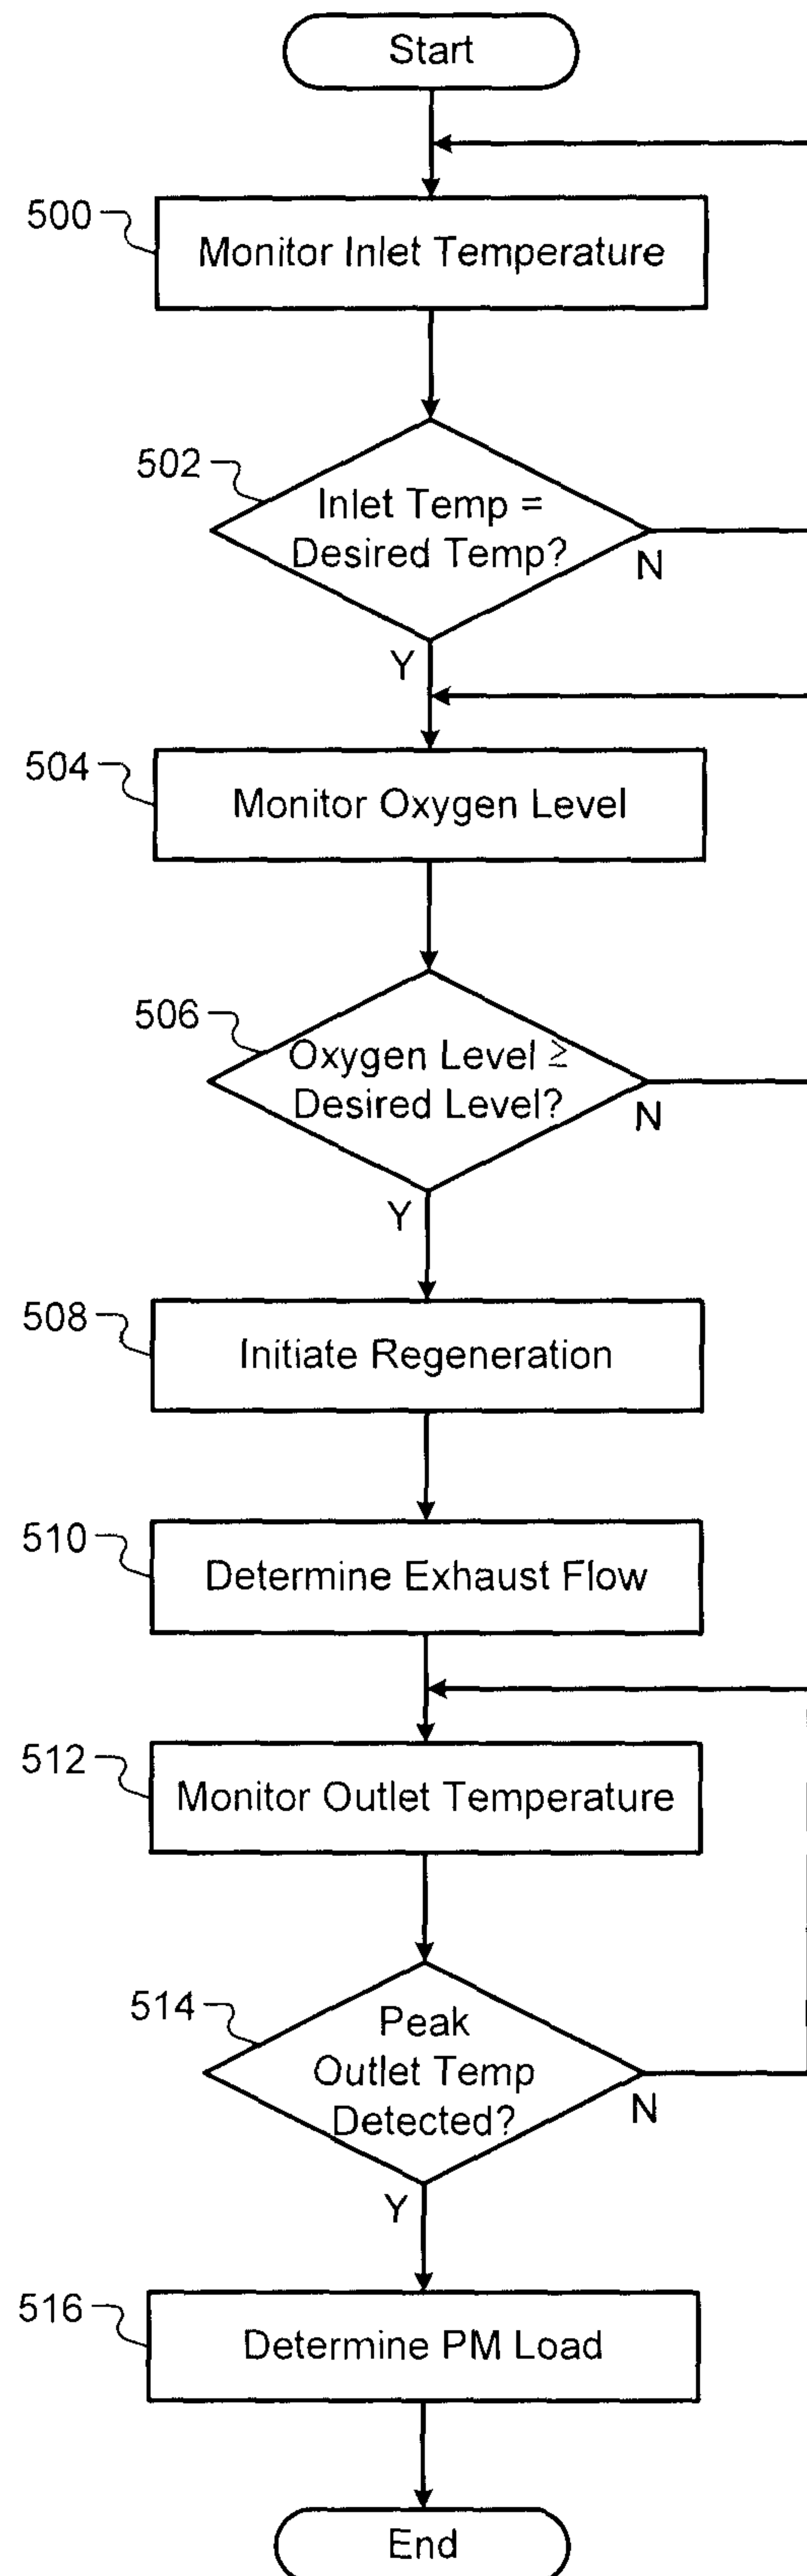 Start
500
Monitor Inlet Temperature
502
Inlet Temp =
Desired Temp?
N
Y
504
Monitor Oxygen Level
506
Oxygen Level ≥
Desired Level?
N
Y
508
Initiate Regeneration
510
Determine Exhaust Flow
512
Monitor Outlet Temperature
514
Peak
Outlet Temp
Detected?
N
Y
516
Determine PM Load
End